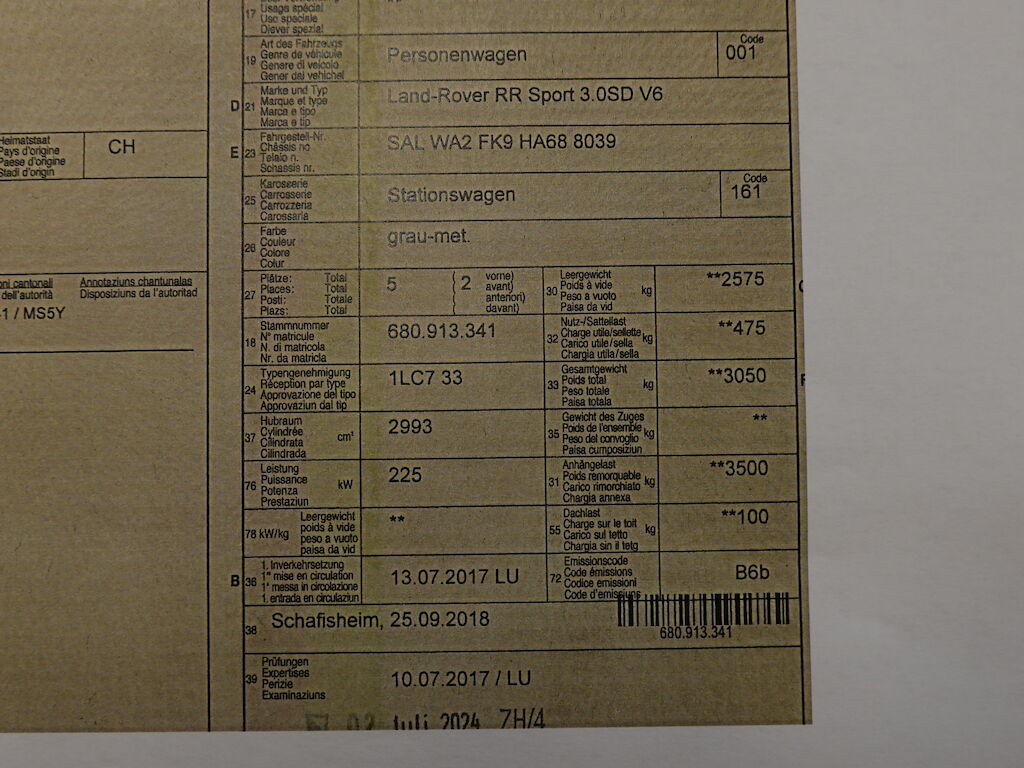 17 Usage spécial **
Uso speciale
Diever spezial
19 Art des Fahrzeugs
Genre de véhicule
Genere di veicolo
Gener dal vehichel
Personenwagen
Code
001
D 21 Marke und Typ
Marque et type
Marca e tipo
Marca e tip
Land-Rover RR Sport 3.0SD V6
Heimatstaat
Pays d'origine
Paese d'origine
Stadi d'origin
CH
E 23 Fahrgestell-Nr.
Châssis no
Telaio n.
Schassis nr.
SAL WA2 FK9 HA68 8039
25 Karosserie
Carrosserie
Carrozzeria
Carossaria
Stationswagen
Code
161
26 Farbe
Couleur
Colore
Colur
grau-met.
oni cantonali
dell'autorità
Annotaziuns chantunalas
Disposiziuns da l'autoritad
-1 / MS5Y
27 Plätze: Total
Places: Total
Posti: Totale
Plazs: Total
5 ( 2 vorne)
( avant)
( anteriori)
( davant)
30 Leergewicht
Poids à vide
Peso a vuoto
Paisa da vid
kg
**2575
18 Stammnummer
N° matricule
N. di matricola
Nr. da matricla
680.913.341
32 Nutz-/Sattellast
Charge utile/sellette
Carico utile/sella
Chargia utila/sella
kg
**475
24 Typengenehmigung
Réception par type
Approvazione del tipo
Approvaziun dal tip
1LC7 33
33 Gesamtgewicht
Poids total
Peso totale
Paisa totala
kg
**3050
37 Hubraum
Cylindrée
Cilindrata
Cilindrada
cm³
2993
35 Gewicht des Zuges
Poids de l'ensemble
Peso del convoglio
Paisa cumposiziun
kg
**
76 Leistung
Puissance
Potenza
Prestaziun
kW
225
31 Anhängelast
Poids remorquable
Carico rimorchiato
Chargia annexa
kg
**3500
78 kW/kg Leergewicht
poids à vide
peso a vuoto
paisa da vid
**
55 Dachlast
Charge sur le toit
Carico sul tetto
Chargia sin il tetg
kg
**100
B 36 1. Inverkehrsetzung
1re mise en circulation
1a messa in circolazione
1. entrada en circulaziun
13.07.2017 LU
72 Emissionscode
Code émissions
Codice emissioni
Code d'emissiuns
B6b
38 Schafisheim, 25.09.2018
680.913.341
39 Prüfungen
Expertises
Perizie
Examinaziuns
10.07.2017 / LU
02. Juli 2024 7H/4